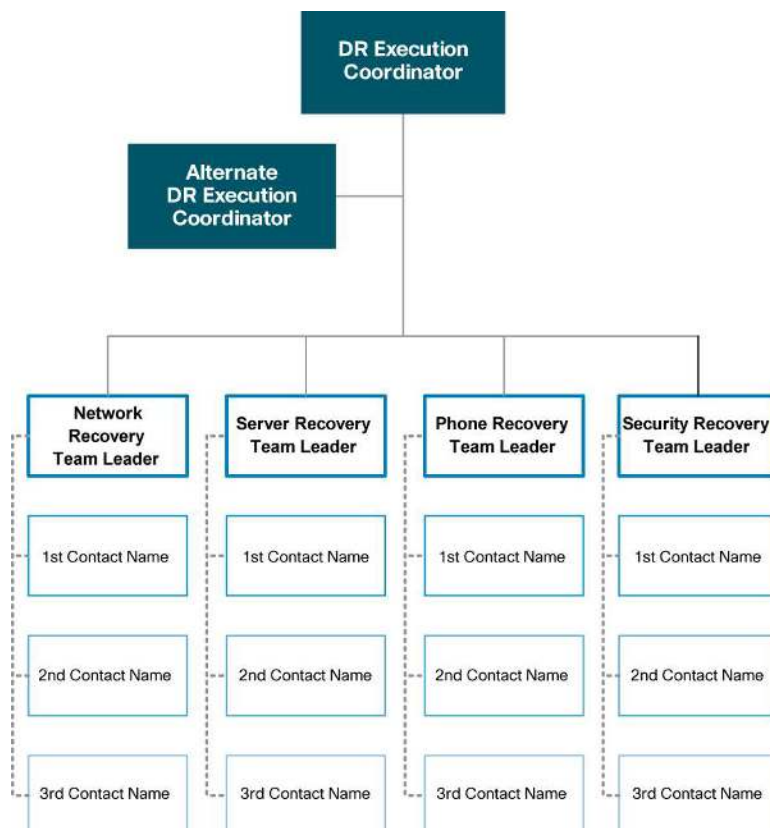 DR Execution
Coordinator
Alternate
DR Execution
Coordinator
Network
Recovery
Team Leader
Server Recovery
Team Leader
Phone Recovery
Team Leader
Security Recovery
Team Leader
1st Contact Name
1st Contact Name
1st Contact Name
1st Contact Name
2nd Contact Name
2nd Contact Name
2nd Contact Name
2nd Contact Name
3rd Contact Name
3rd Contact Name
3rd Contact Name
3rd Contact Name